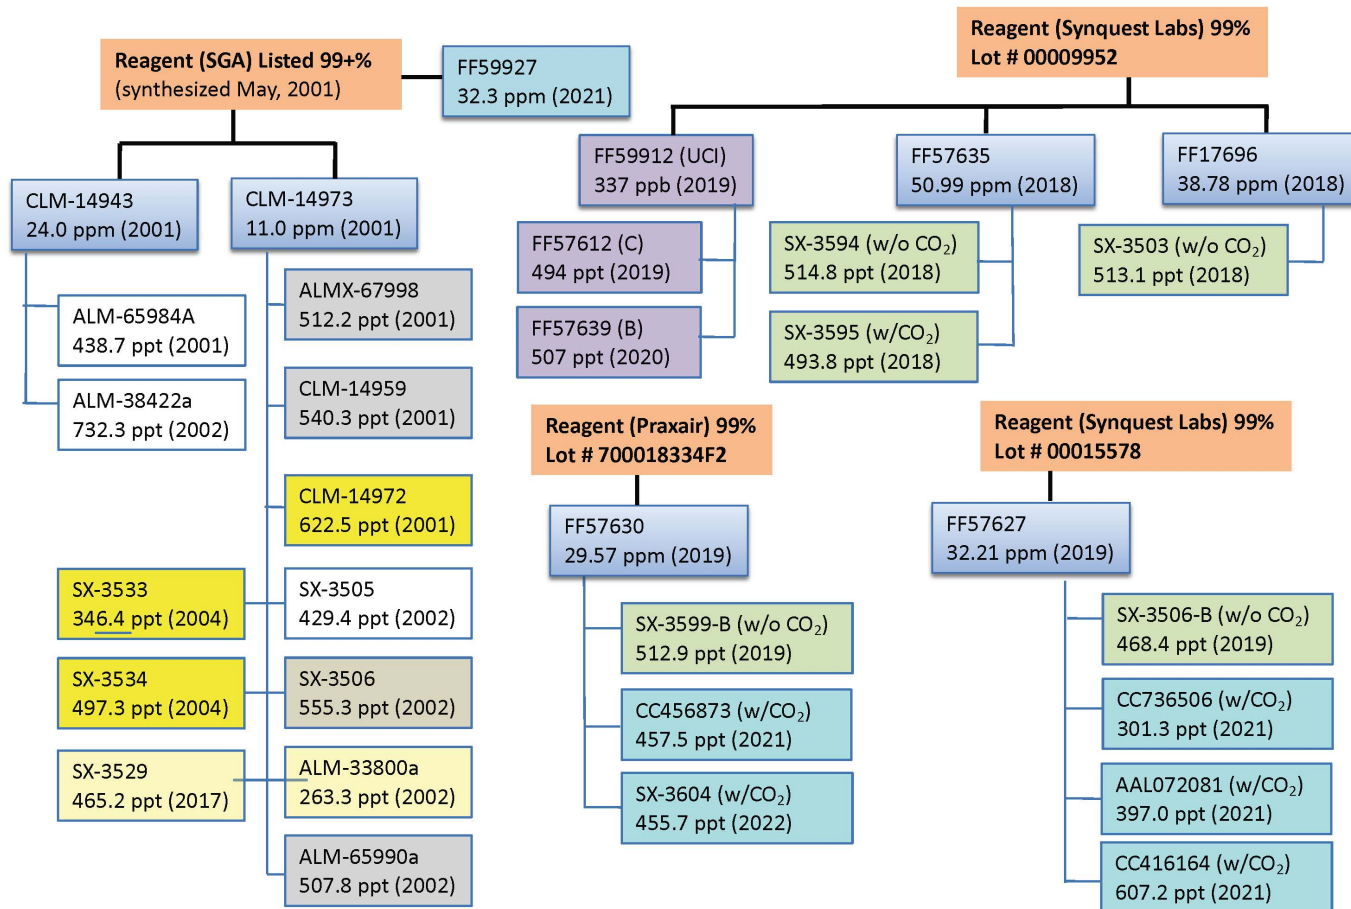 Reagent (SGA) Listed 99+%
(synthesized May, 2001)
FF59927
32.3 ppm (2021)
CLM-14943
24.0 ppm (2001)
CLM-14973
11.0 ppm (2001)
ALM-65984A
438.7 ppt (2001)
ALM-38422a
732.3 ppt (2002)
ALMX-67998
512.2 ppt (2001)
CLM-14959
540.3 ppt (2001)
CLM-14972
622.5 ppt (2001)
SX-3533
346.4 ppt (2004)
SX-3505
429.4 ppt (2002)
SX-3534
497.3 ppt (2004)
SX-3506
555.3 ppt (2002)
SX-3529
465.2 ppt (2017)
ALM-33800a
263.3 ppt (2002)
ALM-65990a
507.8 ppt (2002)
Reagent (Synquest Labs) 99%
Lot # 00009952
FF59912 (UCI)
337 ppb (2019)
FF57612 (C)
494 ppt (2019)
FF57639 (B)
507 ppt (2020)
FF57635
50.99 ppm (2018)
SX-3594 (w/o CO₂)
514.8 ppt (2018)
SX-3595 (w/CO₂)
493.8 ppt (2018)
FF17696
38.78 ppm (2018)
SX-3503 (w/o CO₂)
513.1 ppt (2018)
Reagent (Praxair) 99%
Lot # 700018334F2
FF57630
29.57 ppm (2019)
SX-3599-B (w/o CO₂)
512.9 ppt (2019)
CC456873 (w/CO₂)
457.5 ppt (2021)
SX-3604 (w/CO₂)
455.7 ppt (2022)
Reagent (Synquest Labs) 99%
Lot # 00015578
FF57627
32.21 ppm (2019)
SX-3506-B (w/o CO₂)
468.4 ppt (2019)
CC736506 (w/CO₂)
301.3 ppt (2021)
AAL072081 (w/CO₂)
397.0 ppt (2021)
CC416164 (w/CO₂)
607.2 ppt (2021)